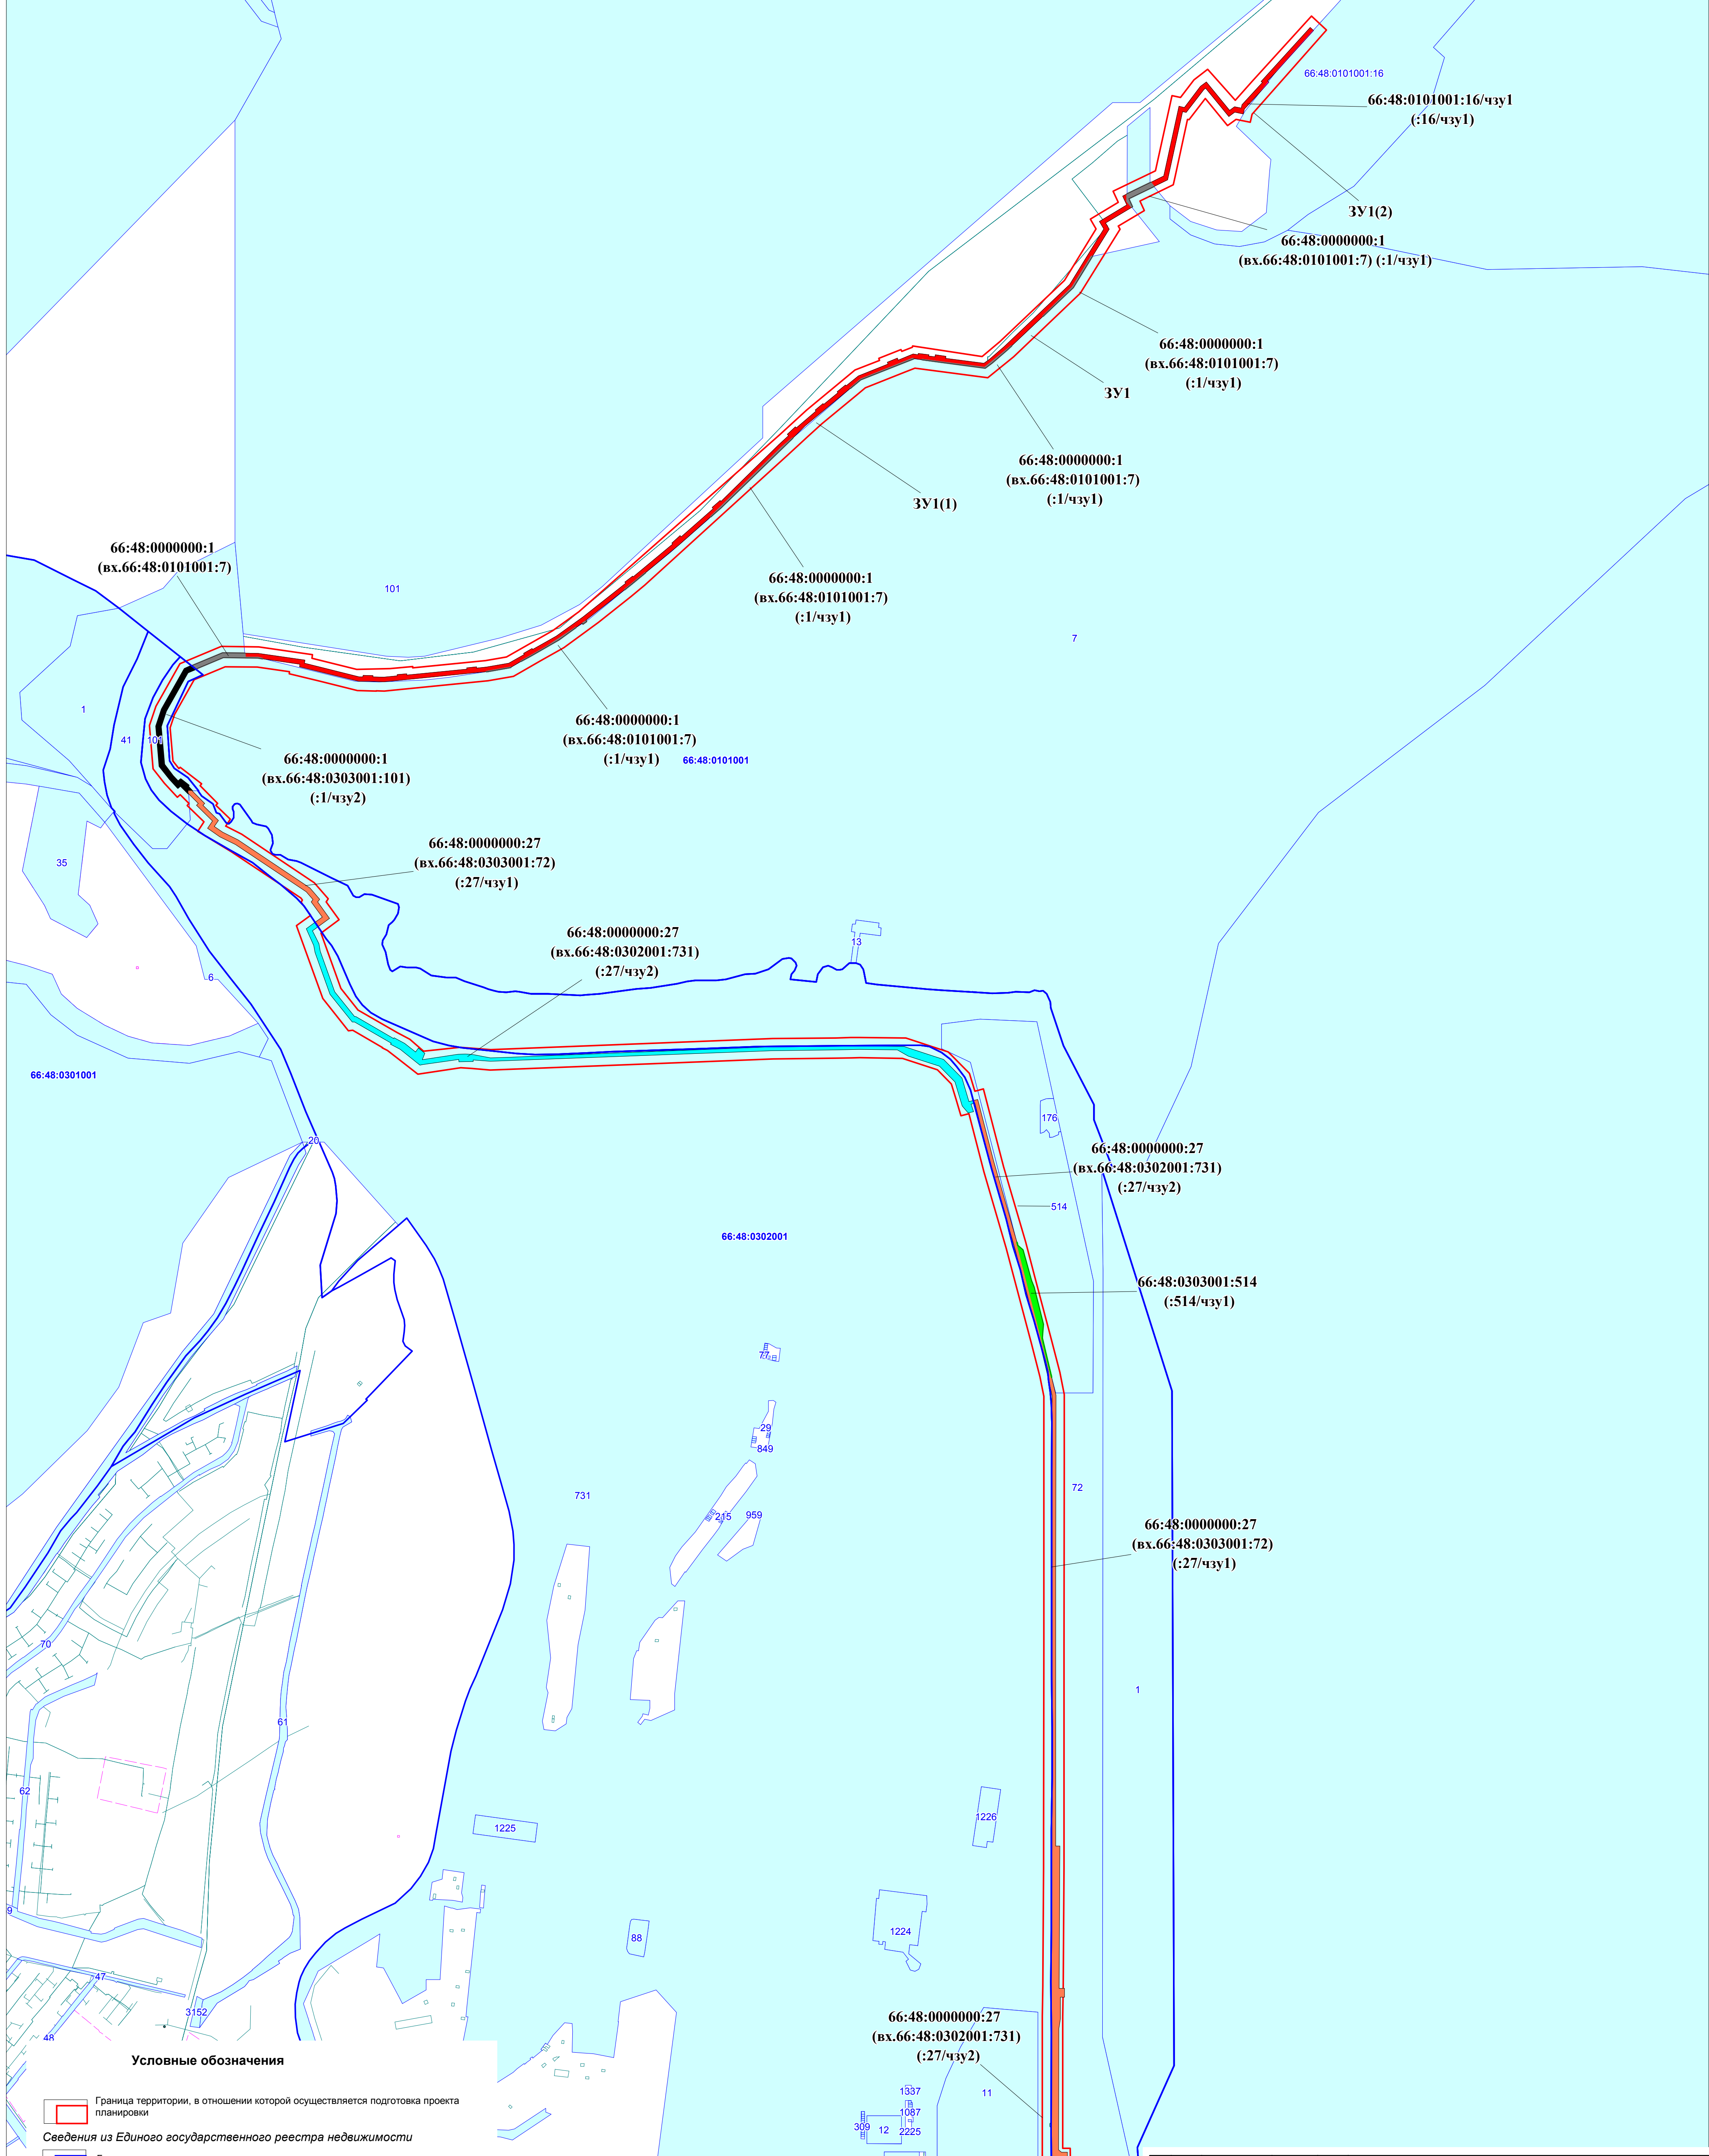 66:48:0101001:16
66:48:0101001:16/чзу1
(:16/чзу1)
ЗУ1(2)
66:48:0000000:1
(вх.66:48:0101001:7) (:1/чзу1)
66:48:0000000:1
(вх.66:48:0101001:7)
(:1/чзу1)
ЗУ1
66:48:0000000:1
(вх.66:48:0101001:7)
(:1/чзу1)
ЗУ1(1)
66:48:0000000:1
(вх.66:48:0101001:7)
66:48:0000000:1
(вх.66:48:0101001:7)
(:1/чзу1)
101
7
1
41
101
66:48:0000000:1
(вх.66:48:0101001:7)
(:1/чзу1)
66:48:0101001
66:48:0000000:1
(вх.66:48:0303001:101)
(:1/чзу2)
35
66:48:0000000:27
(вх.66:48:0303001:72)
(:27/чзу1)
66:48:0000000:27
(вх.66:48:0302001:731)
(:27/чзу2)
13
6
66:48:0301001
176
20
66:48:0000000:27
(вх.66:48:0302001:731)
(:27/чзу2)
514
66:48:0302001
66:48:0303001:514
(:514/чзу1)
77
29
849
731
72
215
959
66:48:0000000:27
(вх.66:48:0303001:72)
(:27/чзу1)
70
1
61
62
1225
1226
9
88
1224
47
3152
48
66:48:0000000:27
(вх.66:48:0302001:731)
(:27/чзу2)
11
1337
1087
309
12
2225
Условные обозначения
Граница территории, в отношении которой осуществляется подготовка проекта
планировки
Сведения из Единого государственного реестра недвижимости